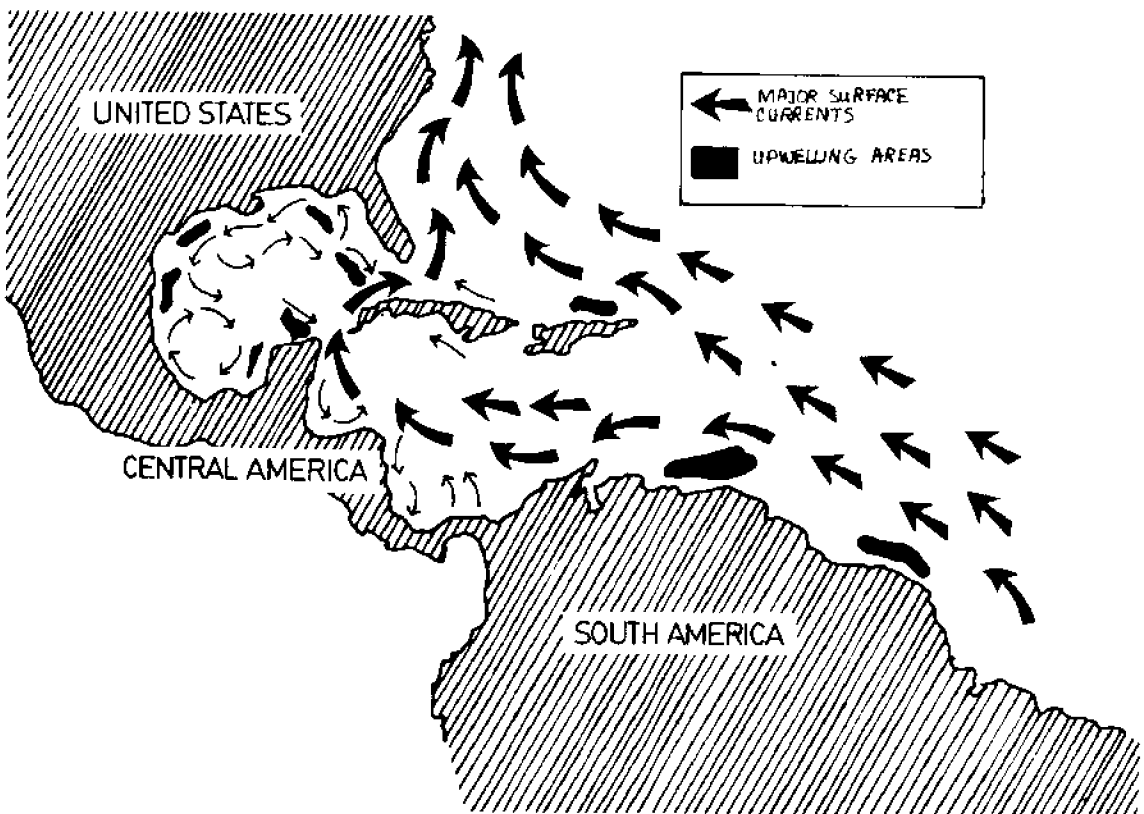 UNITED STATES
MAJOR SURFACE
CURRENTS
UPWELLING AREAS
CENTRAL AMERICA
SOUTH AMERICA